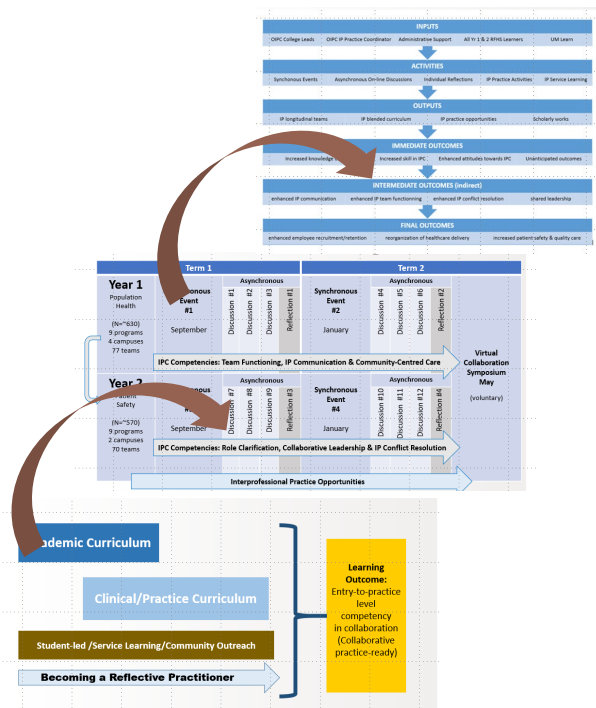 INPUTS
OIPC College Leads OIPC IP Practice Coordinator Administrative Support All Yr 1 & 2 RFHS Learners UM Learn
ACTIVITIES
Synchonous Events Asynchronous On-line Discussions Individual Reflections IP Practice Activities IP Service Learning
OUTPUTS
IP longitudinal teams IP blended curriculum IP practice opportunities Scholarly works
IMMEDIATE OUTCOMES
Increased knowledge Increased skill in IPC Enhanced attitudes towards IPC Unanticipated outcomes
INTERMEDIATE OUTCOMES (indirect)
enhanced IP communication enhanced IP team functionning enhanced IP conflict resolution shared leadership
FINAL OUTCOMES
enhanced employee recruitment/retention reorganization of healthcare delivery increased patient safety & quality care
Term 1 Term 2
Year 1
Population
Health
(N=~630)
9 programs
4 campuses
77 teams
Event
#1
September
Asynchronous
Discussion #1
Discussion #2
Discussion #3
Reflection #1
Synchronous
Event
#2
January
Asynchronous
Discussion #4
Discussion #5
Discussion #6
Reflection #2
IPC Competencies: Team Functioning, IP Communication & Community-Centred Care
Virtual
Collaboration
Symposium
May
(voluntary)
Year 2
Safety
(N=~570)
9 programs
2 campuses
70 teams
September
Asynchronous
Discussion #7
Discussion #8
Discussion #9
Reflection #3
Synchronous
Event
#4
January
Asynchronous
Discussion #10
Discussion #11
Discussion #12
Reflection #4
IPC Competencies: Role Clarification, Collaborative Leadership & IP Conflict Resolution
Interprofessional Practice Opportunities
Curriculum
Clinical/Practice Curriculum
Student-led /Service Learning/Community Outreach
Becoming a Reflective Practitioner
Learning
Outcome:
Entry-to-practice
level
competency
in collaboration
(Collaborative
practice-ready)